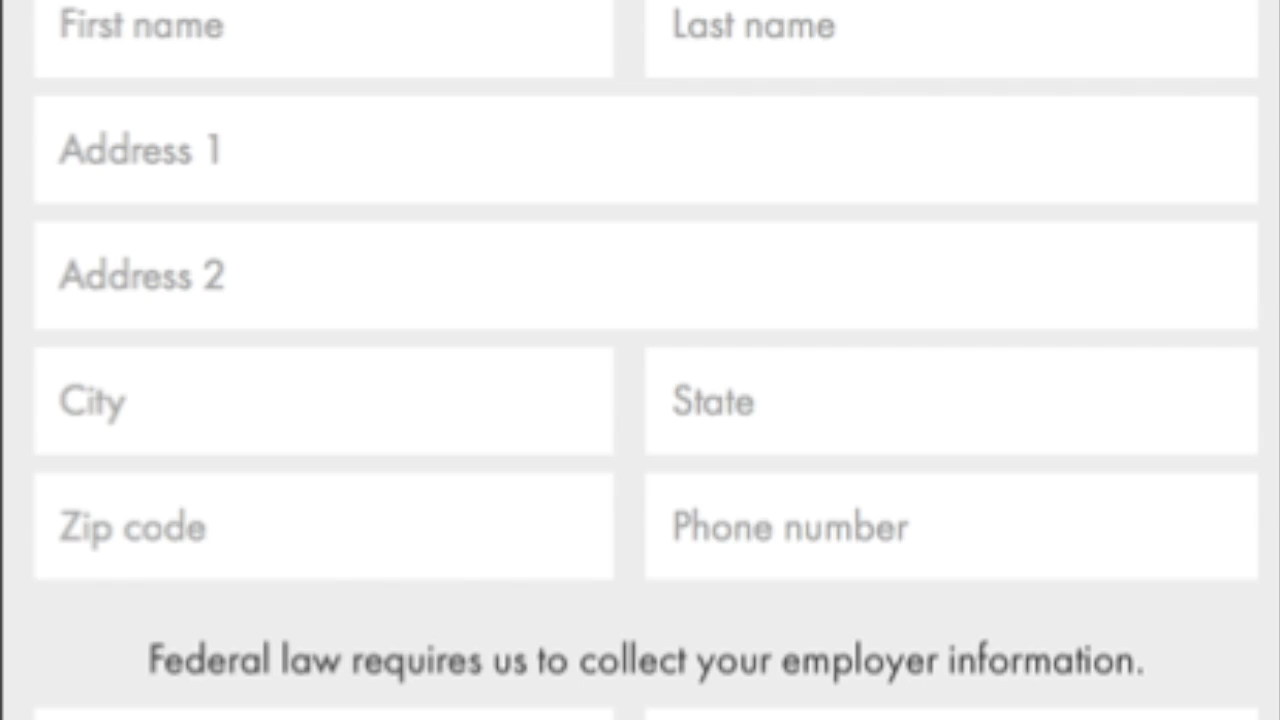 First name Last name
Address 1
Address 2
City State
Zip code Phone number
Federal law requires us to collect your employer information.